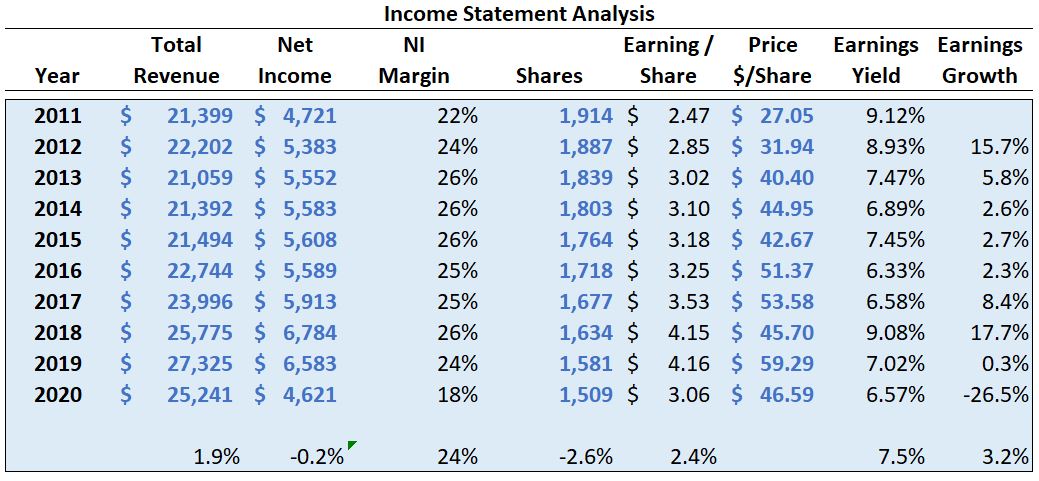 Income Statement Analysis
Total Net NI Earning / Price Earnings Earnings
Year Revenue Income Margin Shares Share $/Share Yield Growth
2011 $ 21,399 $ 4,721 22% 1,914 $ 2.47 $ 27.05 9.12%
2012 $ 22,202 $ 5,383 24% 1,887 $ 2.85 $ 31.94 8.93% 15.7%
2013 $ 21,059 $ 5,552 26% 1,839 $ 3.02 $ 40.40 7.47% 5.8%
2014 $ 21,392 $ 5,583 26% 1,803 $ 3.10 $ 44.95 6.89% 2.6%
2015 $ 21,494 $ 5,608 26% 1,764 $ 3.18 $ 42.67 7.45% 2.7%
2016 $ 22,744 $ 5,589 25% 1,718 $ 3.25 $ 51.37 6.33% 2.3%
2017 $ 23,996 $ 5,913 25% 1,677 $ 3.53 $ 53.58 6.58% 8.4%
2018 $ 25,775 $ 6,784 26% 1,634 $ 4.15 $ 45.70 9.08% 17.7%
2019 $ 27,325 $ 6,583 24% 1,581 $ 4.16 $ 59.29 7.02% 0.3%
2020 $ 25,241 $ 4,621 18% 1,509 $ 3.06 $ 46.59 6.57% -26.5%
1.9% -0.2% 24% -2.6% 2.4% 7.5% 3.2%